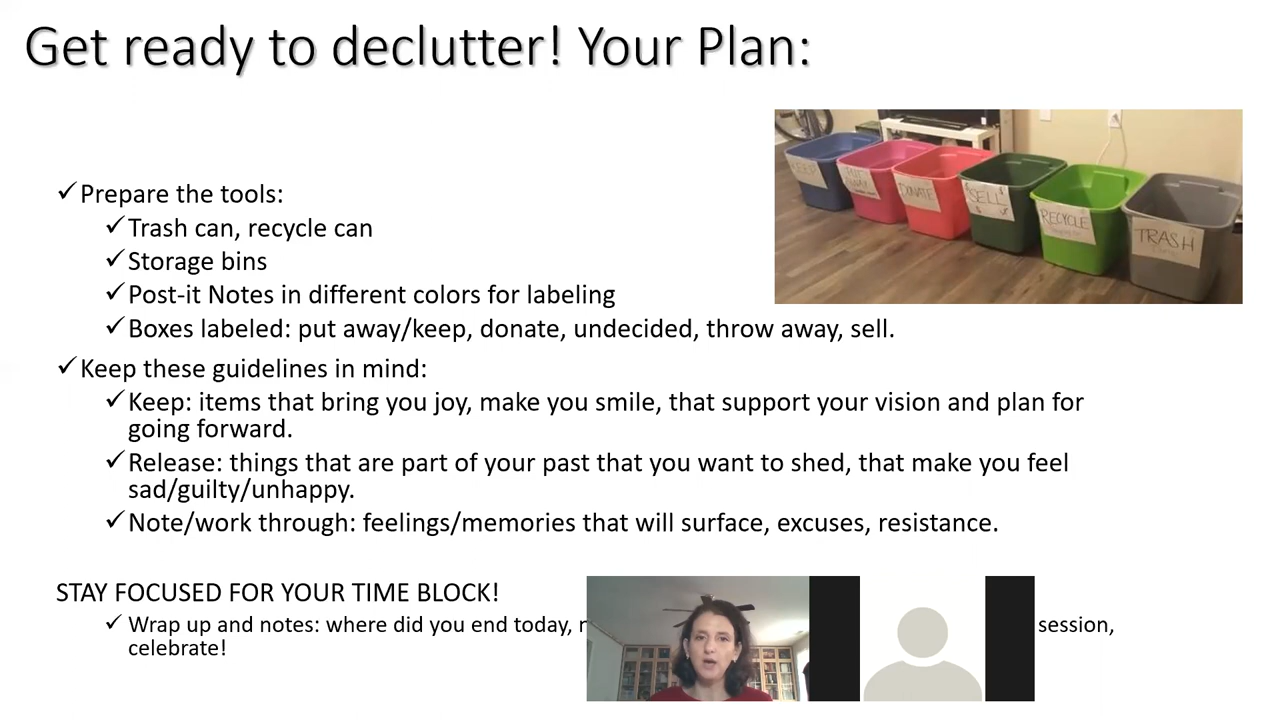 Get ready to declutter! Your Plan:
KEEP
PUT AWAY
DONATE
SELL
RECYCLE
TRASH
✓Prepare the tools:
✓Trash can, recycle can
✓Storage bins
✓Post-it Notes in different colors for labeling
✓Boxes labeled: put away/keep, donate, undecided, throw away, sell.
✓Keep these guidelines in mind:
✓Keep: items that bring you joy, make you smile, that support your vision and plan for
going forward.
✓Release: things that are part of your past that you want to shed, that make you feel
sad/guilty/unhappy.
✓Note/work through: feelings/memories that will surface, excuses, resistance.
STAY FOCUSED FOR YOUR TIME BLOCK!
✓Wrap up and notes: where did you end today, session,
celebrate!